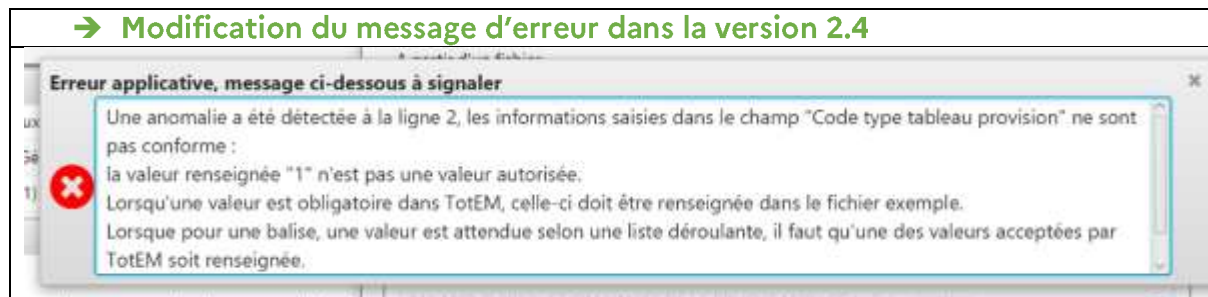 ➔ Modification du message d'erreur dans la version 2.4
Erreur applicative, message ci-dessous à signaler
Une anomalie a été détectée à la ligne 2, les informations saisies dans le champ "Code type tableau provision" ne sont
pas conforme :
la valeur renseignée "1" n'est pas une valeur autorisée.
Lorsqu'une valeur est obligatoire dans TotEM, celle-ci doit être renseignée dans le fichier exemple.
Lorsque pour une balise, une valeur est attendue selon une liste déroulante, il faut qu'une des valeurs acceptées par
TotEM soit renseignée.